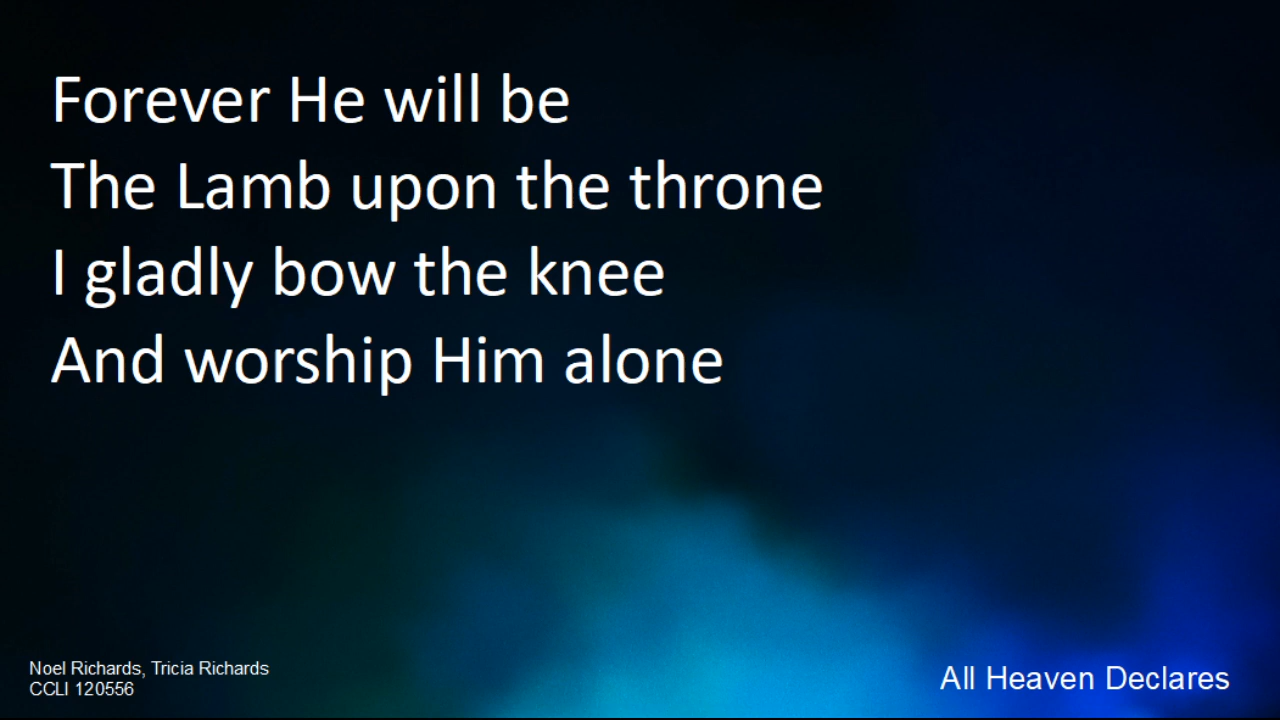 Forever He will be
The Lamb upon the throne
I gladly bow the knee
And worship Him alone
Noel Richards, Tricia Richards
CCLI 120556
All Heaven Declares